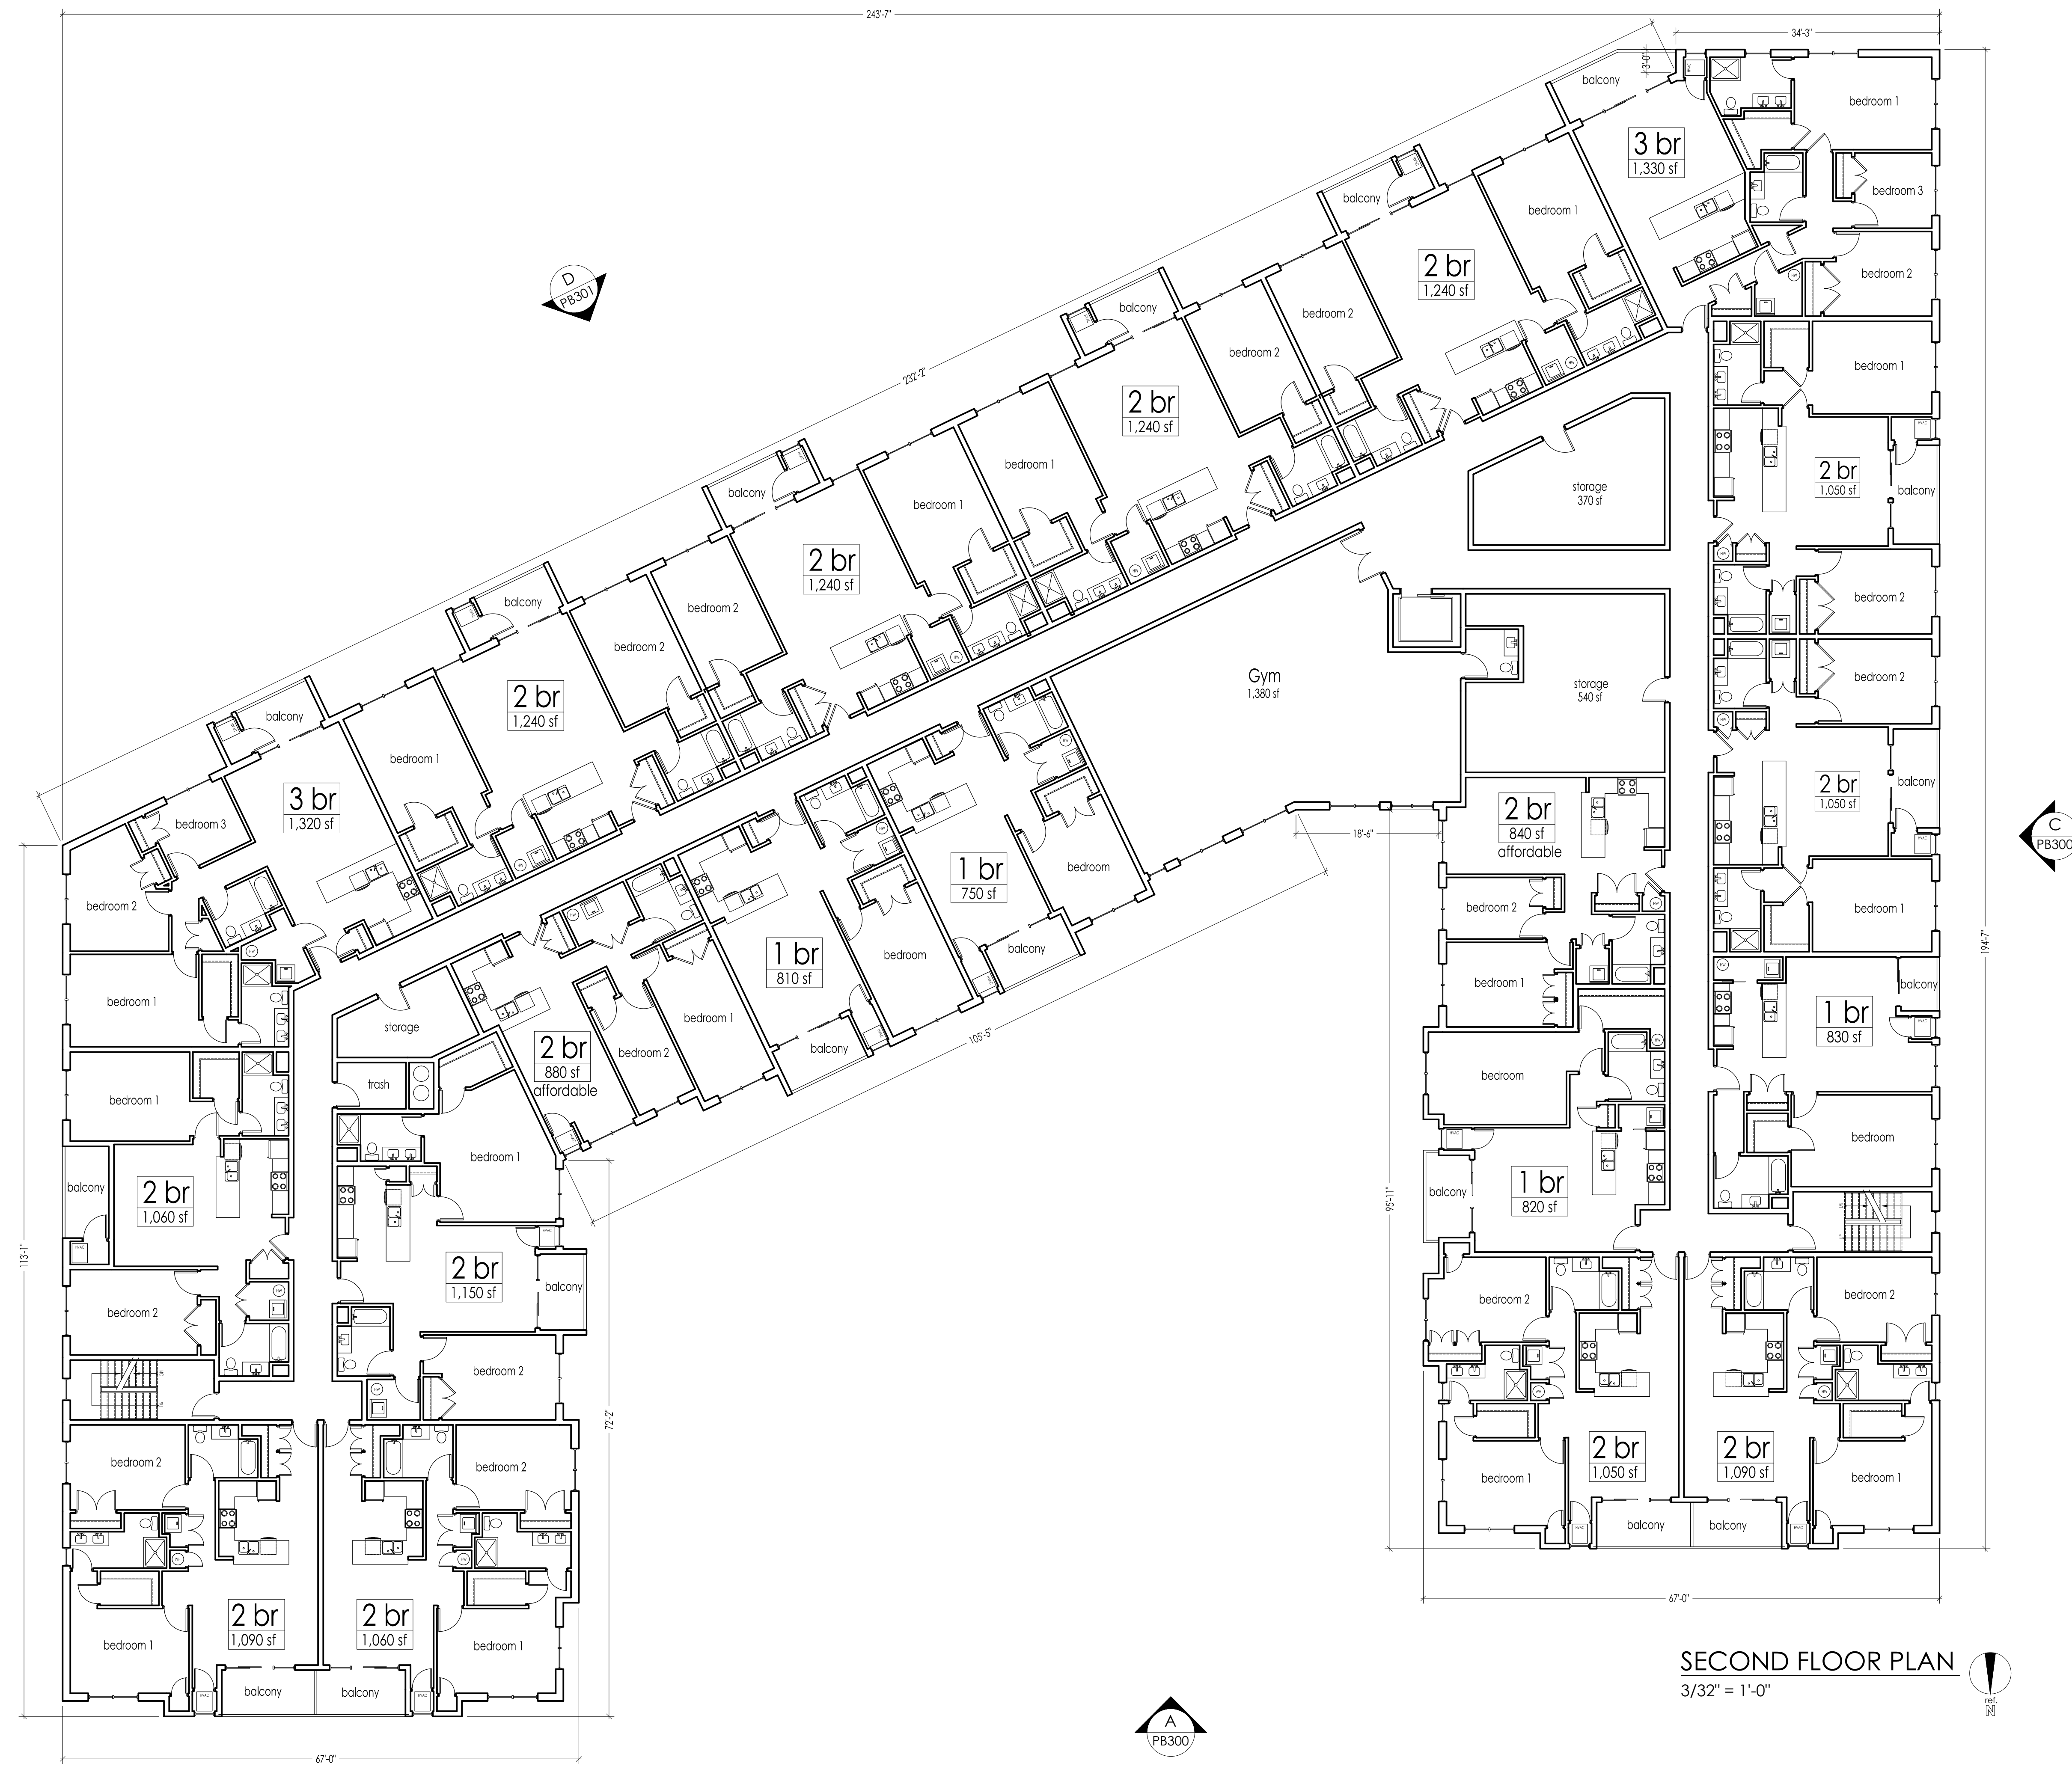 243'-7"
34'-3"
3'-0"
balcony
bedroom 1
3 br
1,330 sf
bedroom 3
bedroom 2
balcony
bedroom 1
2 br
1,240 sf
bedroom 2
D
PB301
232'-2"
balcony
bedroom 2
2 br
1,240 sf
bedroom 1
balcony
bedroom 1
2 br
1,240 sf
bedroom 2
balcony
bedroom 2
2 br
1,240 sf
bedroom 1
balcony
3 br
1,320 sf
bedroom 3
bedroom 2
bedroom 1
bedroom 1
2 br
1,050 sf
balcony
bedroom 2
storage
370 sf
Gym
1,380 sf
storage
540 sf
bedroom 2
2 br
1,050 sf
balcony
bedroom 1
C
PB300
194'-7"
18'-6"
2 br
840 sf
affordable
bedroom 2
bedroom 1
1 br
750 sf
bedroom
balcony
1 br
810 sf
bedroom
balcony
105'-5"
2 br
880 sf
affordable
bedroom 1
bedroom 2
storage
trash
balcony
1 br
830 sf
bedroom
bedroom
1 br
820 sf
balcony
HVAC
95'-11"
bedroom 1
2 br
1,060 sf
balcony
HVAC
bedroom 2
113'-1"
bedroom 1
2 br
1,150 sf
balcony
HVAC
bedroom 2
72'-2"
bedroom 2
bedroom 2
2 br
1,050 sf
2 br
1,090 sf
bedroom 1
bedroom 1
balcony
balcony
HVAC
HVAC
67'-0"
bedroom 2
bedroom 2
2 br
1,090 sf
2 br
1,060 sf
bedroom 1
bedroom 1
balcony
balcony
HVAC
HVAC
67'-0"
A
PB300
SECOND FLOOR PLAN
3/32" = 1'-0"
ref.
N